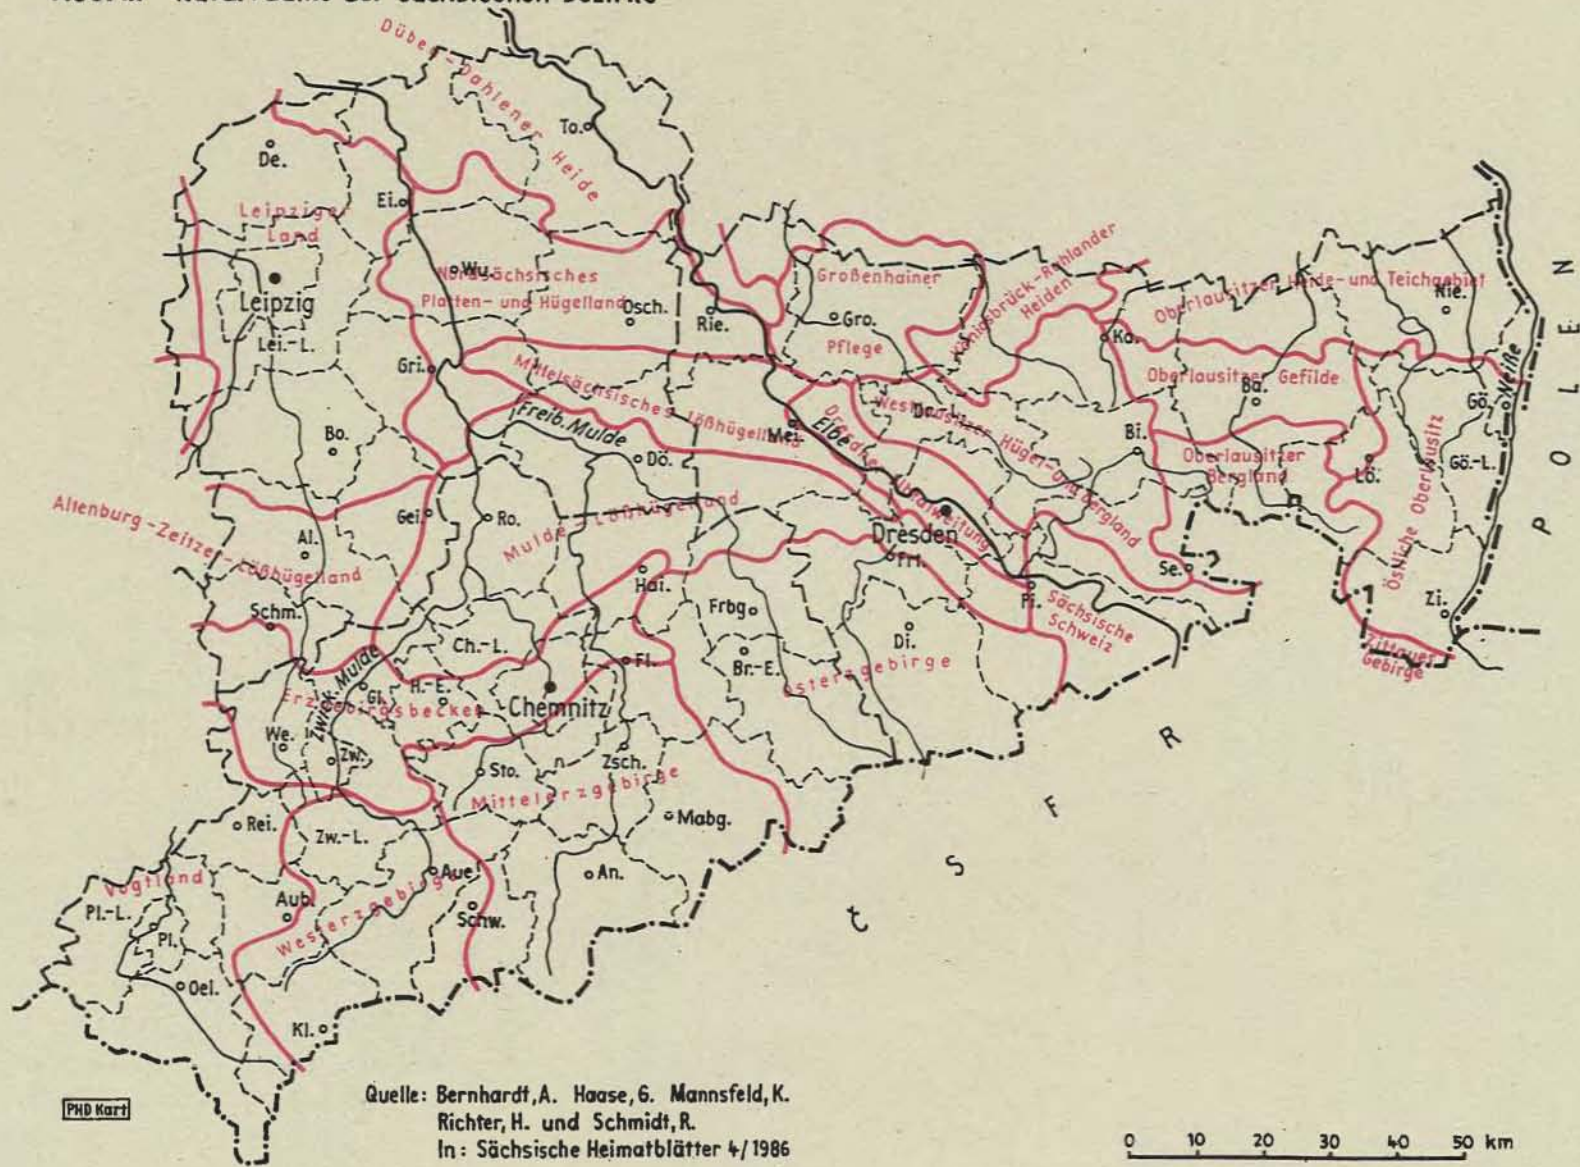 Düben-Dahlener Heide
To.
De.
Ei.
Leipziger
Land
Leipzig
Lei.-L.
Wu.
Nordsächsisches
Platten- und Hügelland
Osch.
Rie.
Großenhainer
Pflege
Gro.
Königsbrück-Ruhlander
Heiden
Oberlausitzer Heide- und Teichgebiet
Nie.
Ka.
Oberlausitzer Gefilde
Ba.
Gri.
Mittelsächsisches Lößhügelland
Freib. Mulde
Mei.
Elbe
Dresdner Elbtalweitung
Westlausitzer Hügel- und Bergland
Dr.-L.
Bi.
Oberlausitzer
Bergland
Lö.
Gö.
Gö.-L.
Neiße
Östliche Oberlausitz
POLEN
Bo.
Dö.
Altenburg-Zeitzer-Lößhügelland
Gei.
Ro.
Mulde-Lößhügelland
Al.
Dresden
Frl.
Schm.
Hai.
Frbg.
Pi.
Se.
Sächsische
Schweiz
Zi.
Zittauer
Gebirge
Ch.-L.
Fl.
Br.-E.
Di.
Osterzgebirge
Zwick. Mulde
Gl.
H.-E.
Erzgebirgsbecken
Chemnitz
We.
Zw.
Sto.
Zsch.
Mittelerzgebirge
Mabg.
Rei.
Zw.-L.
Aue
An.
Vogtland
Pl.-L.
Pl.
Aub.
Westerzgebirge
Schw.
Oel.
Kl.
ČSFR
PHD Kart
Quelle: Bernhardt, A. Haase, G. Mannsfeld, K.
Richter, H. und Schmidt, R.
In: Sächsische Heimatblätter 4/1986
0 10 20 30 40 50 km